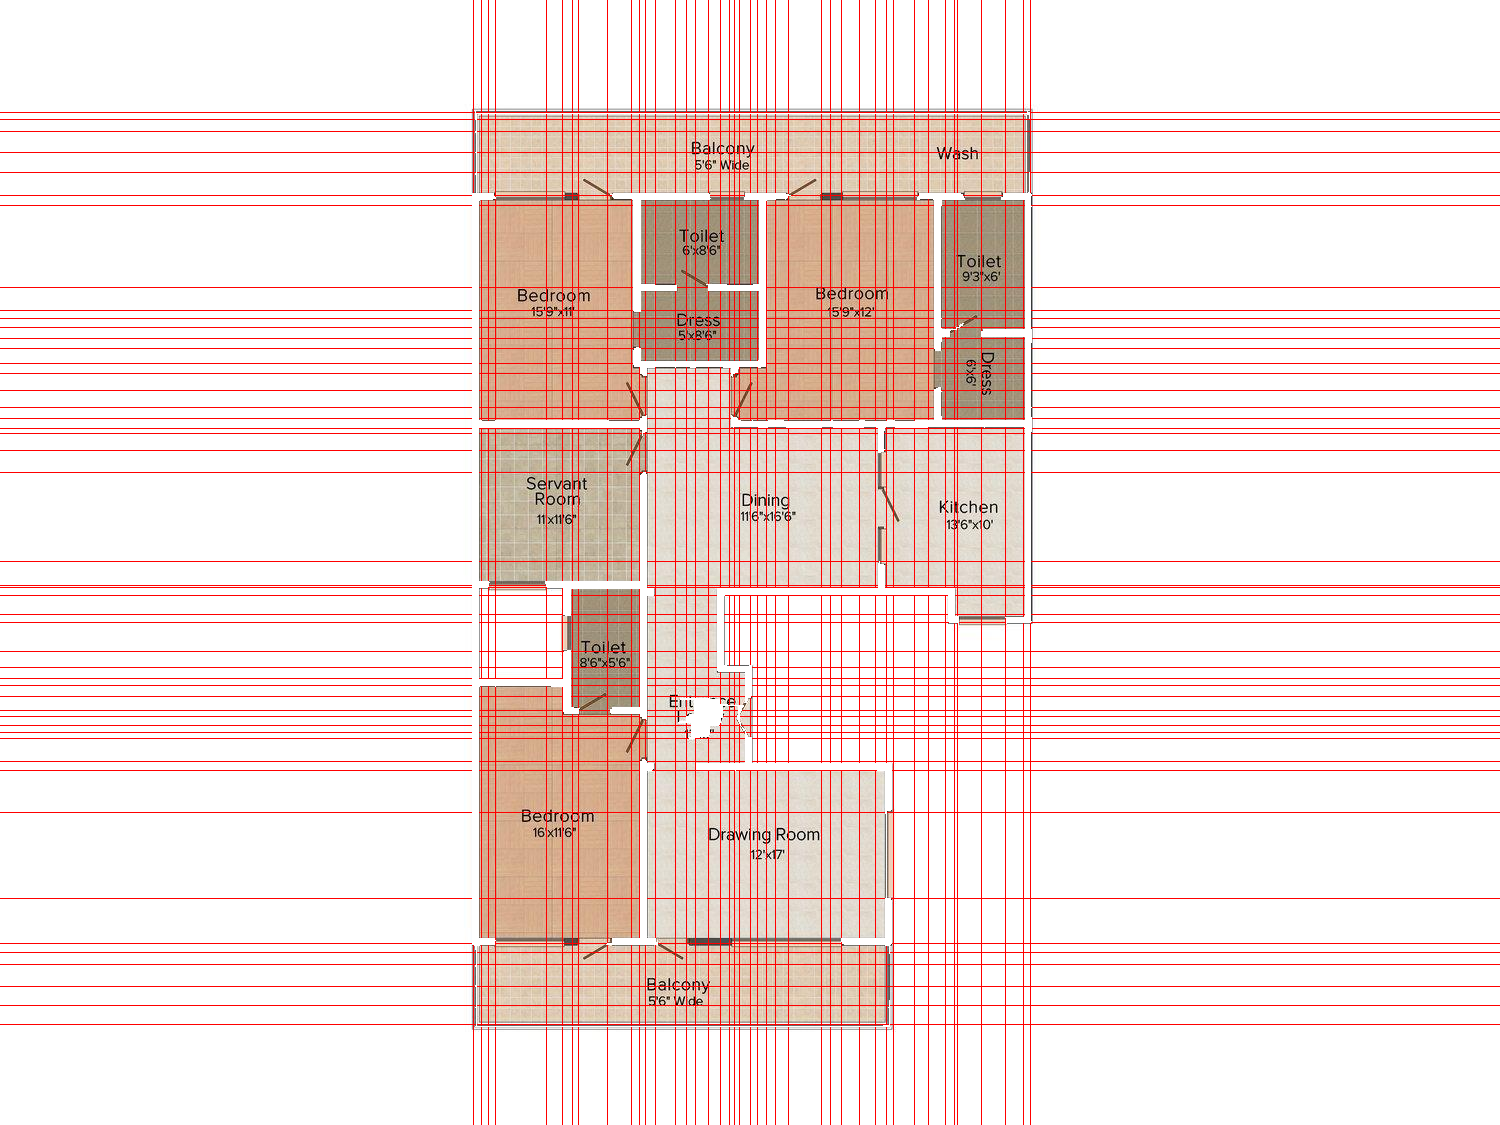 Balcony
5'6" Wide
Wash
Toilet
6'x8'6"
Toilet
9'3"x6'
Bedroom
15'9"x11'
Bedroom
15'9"x12'
Dress
5'x8'6"
Dress
6'x6'
Servant
Room
11'x11'6"
Dining
11'6"x16'6"
Kitchen
13'6"x10'
Toilet
8'6"x5'6"
Bedroom
16'x11'6"
Drawing Room
12'x17'
Balcony
5'6" Wide